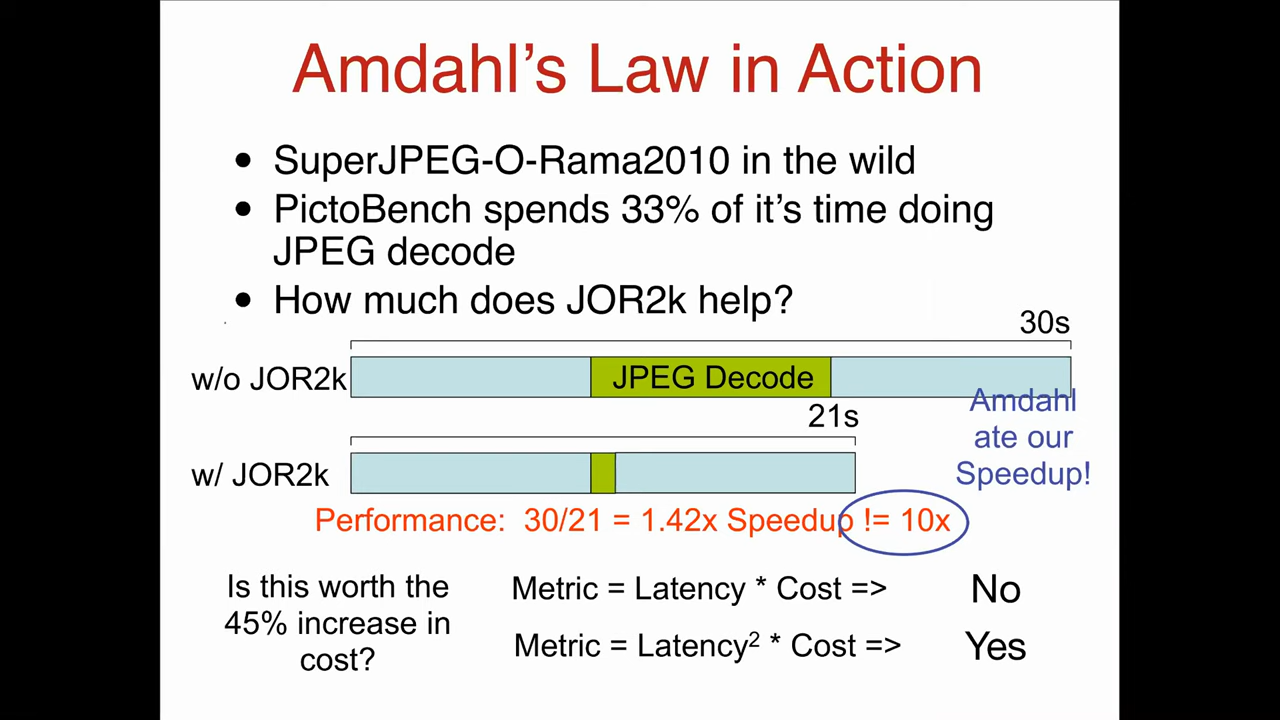 Amdahl's Law in Action
• SuperJPEG-O-Rama2010 in the wild
• PictoBench spends 33% of it's time doing
JPEG decode
• How much does JOR2k help?
30s
w/o JOR2k
JPEG Decode
Amdahl
ate our
Speedup!
21s
w/ JOR2k
Performance: 30/21 = 1.42x Speedup != 10x
Is this worth the
45% increase in
cost?
Metric = Latency * Cost => No
Metric = Latency² * Cost => Yes